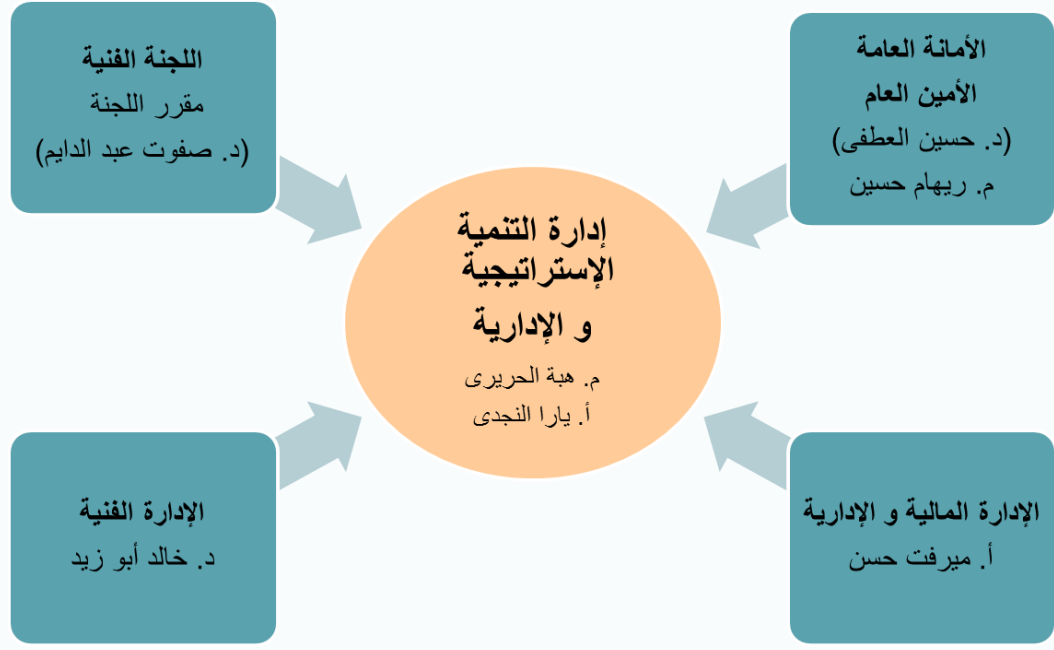 الأمانة العامة
الأمين العام
(د. حسين العطفى)
م. ريهام حسين
اللجنة الفنية
مقرر اللجنة
(د. صفوت عبد الدايم)
إدارة التنمية
الإستراتيجية
و الإدارية
م. هبة الحريرى
أ. يارا النجدى
الإدارة المالية و الإدارية
أ. ميرفت حسن
الإدارة الفنية
د. خالد أبو زيد